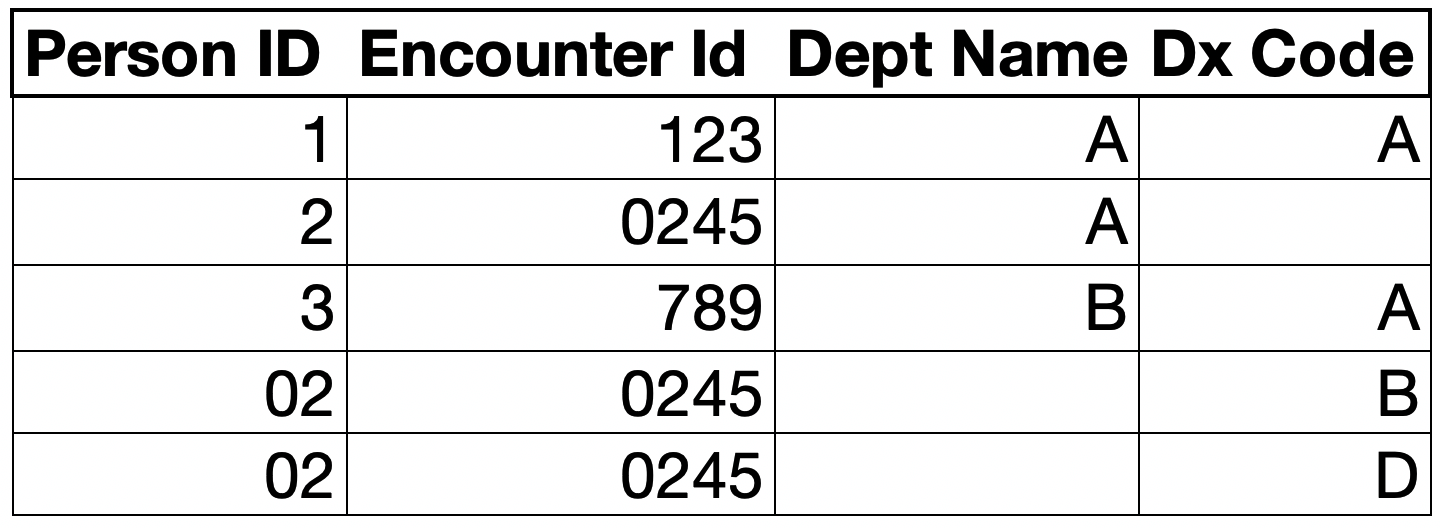 Person ID Encounter Id Dept Name Dx Code
1 123 A A
2 0245 A
3 789 B A
02 0245 B
02 0245 D